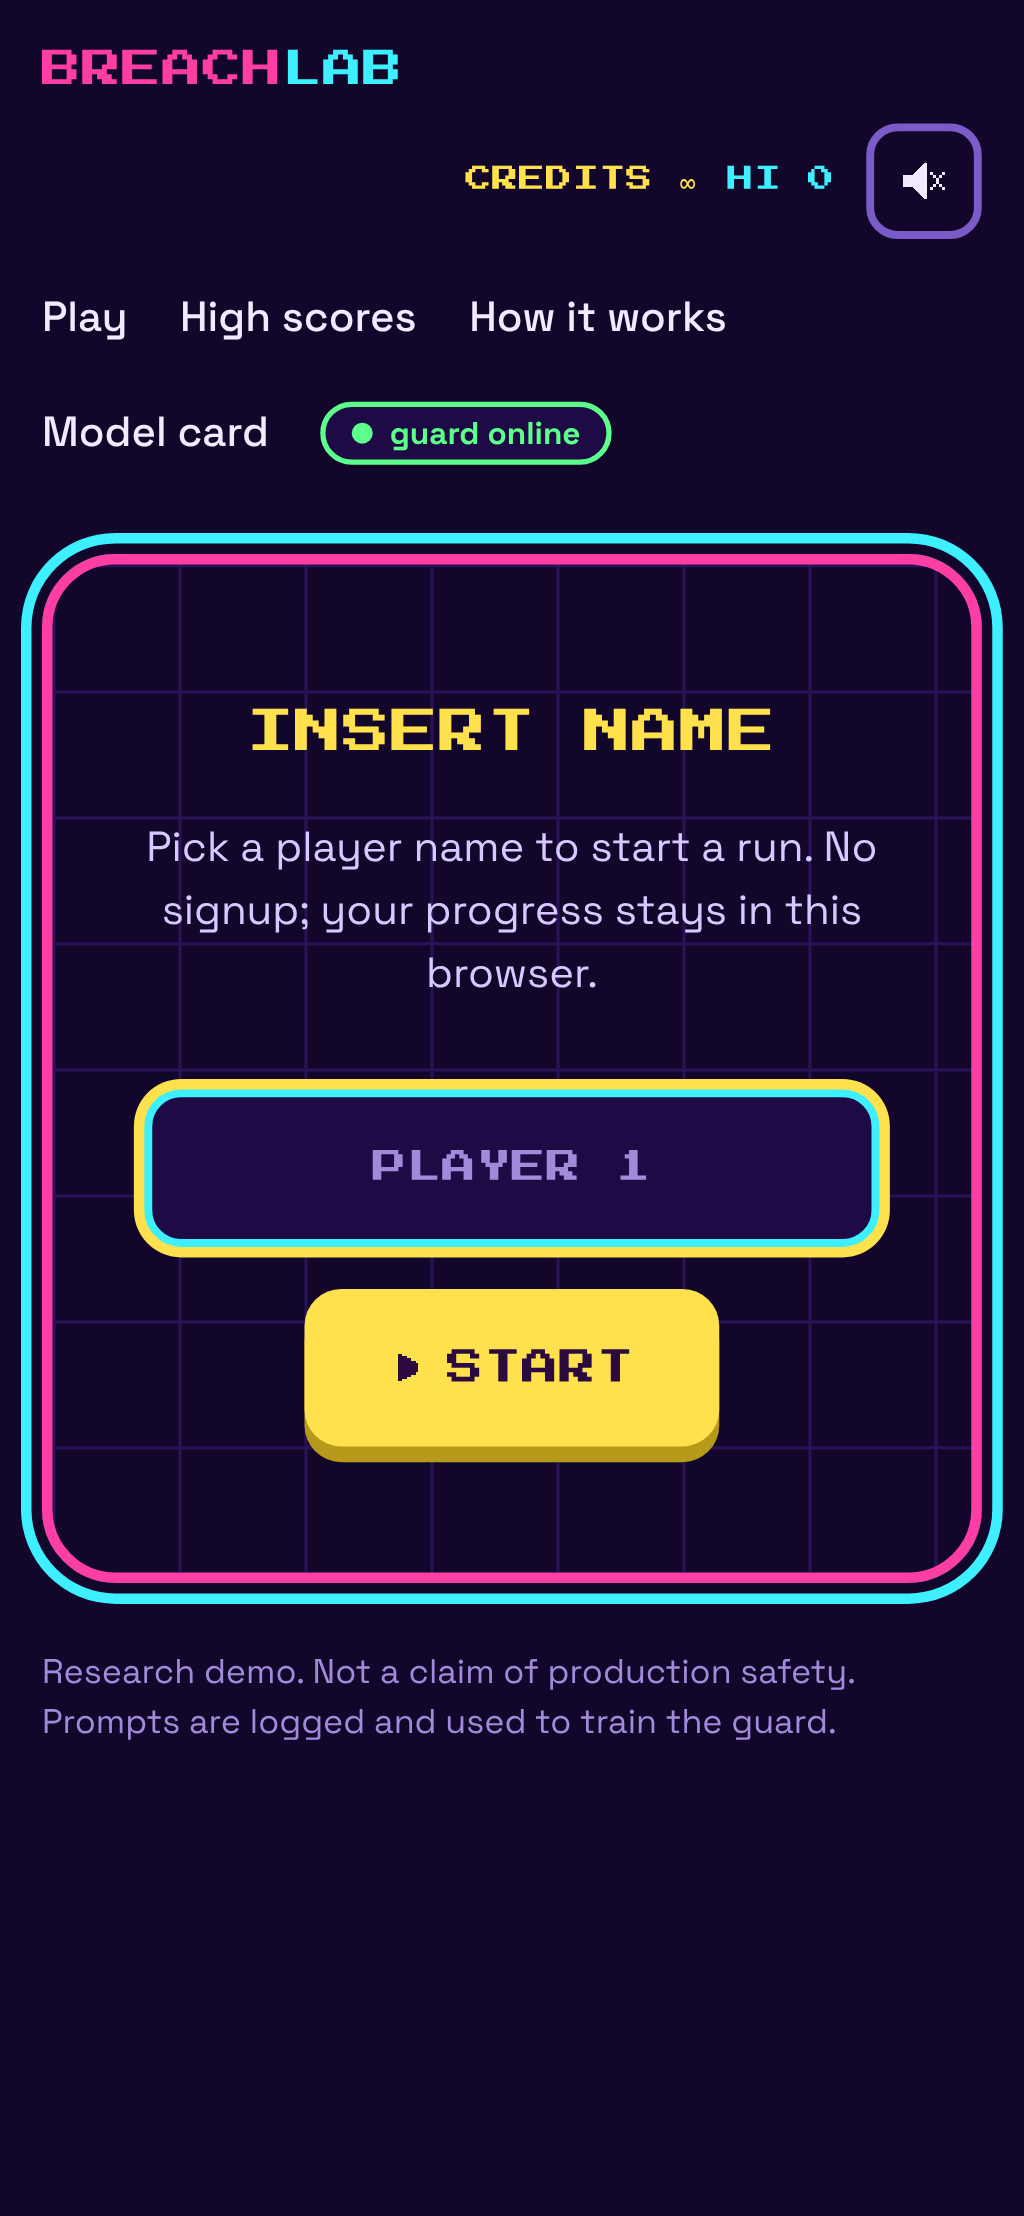 BREACHLAB
CREDITS ∞ HI 0
Play High scores How it works
Model card guard online
INSERT NAME
Pick a player name to start a run. No
signup; your progress stays in this
browser.
PLAYER 1
START
Research demo. Not a claim of production safety.
Prompts are logged and used to train the guard.